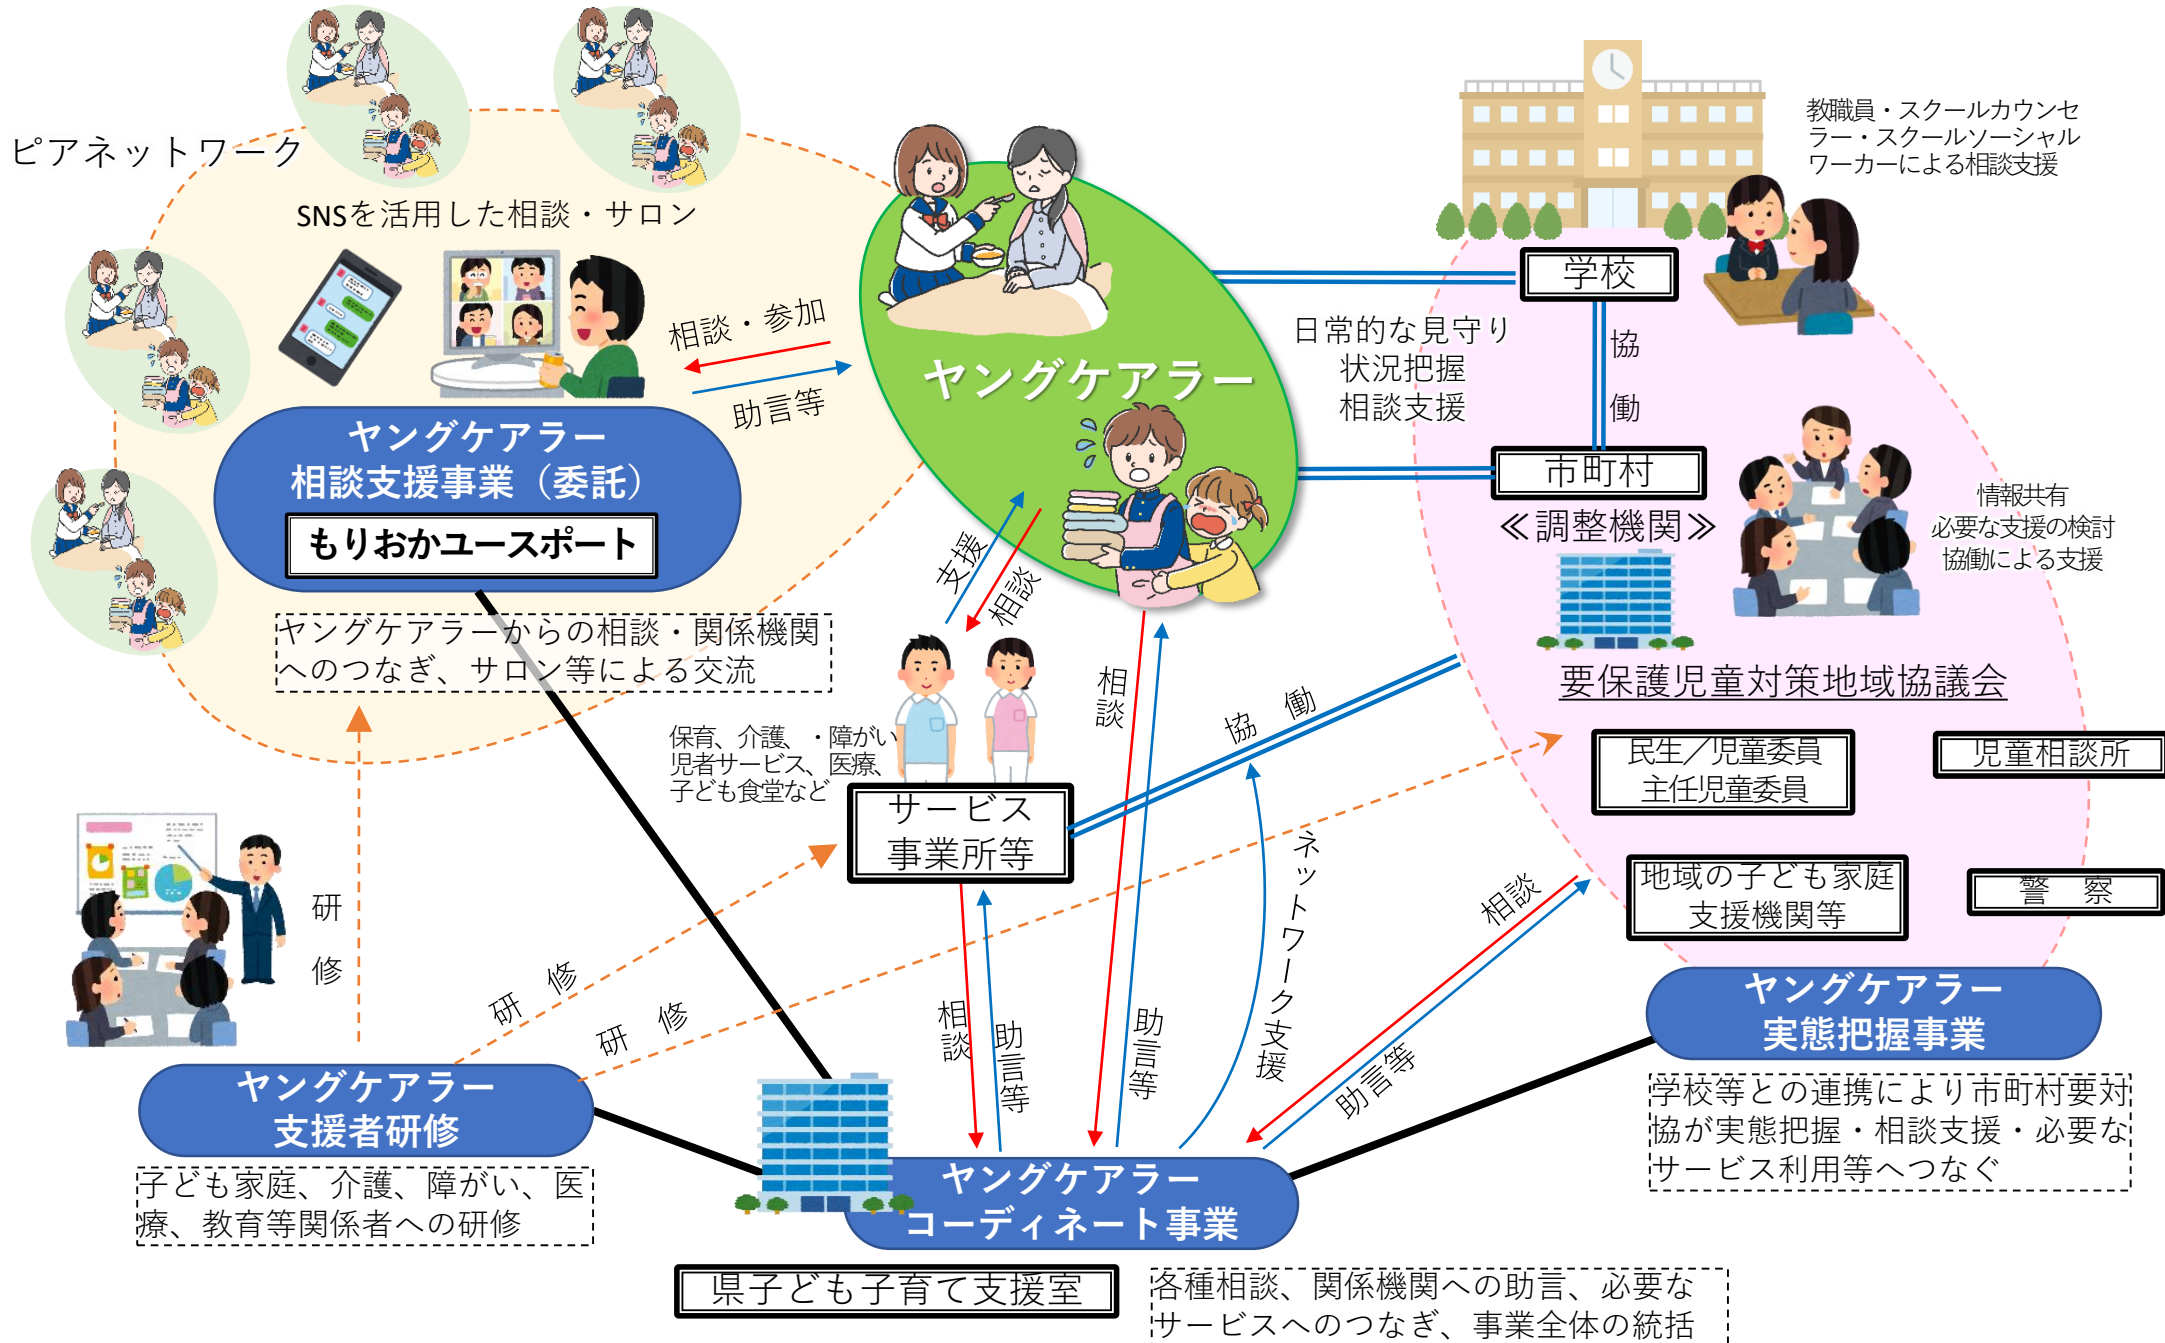 ピアネットワーク
SNSを活用した相談・サロン
相談・参加
助言等
ヤングケアラー
相談支援事業（委託）
もりおかユースポート
ヤングケアラーからの相談・関係機関
へのつなぎ、サロン等による交流
ヤングケアラー
日常的な見守り
状況把握
相談支援
教職員・スクールカウンセ
ラー・スクールソーシャル
ワーカーによる相談支援
学校
協働
市町村
≪調整機関≫
情報共有
必要な支援の検討
協働による支援
要保護児童対策地域協議会
民生／児童委員
主任児童委員
児童相談所
地域の子ども家庭
支援機関等
警　察
支援
相談
保育、介護、・障がい
児者サービス、医療、
子ども食堂など
サービス
事業所等
協　働
相談
助言等
相談
助言等
ネットワーク支援
相談
助言等
研修
研　修
研　修
ヤングケアラー
支援者研修
子ども家庭、介護、障がい、医
療、教育等関係者への研修
ヤングケアラー
コーディネート事業
県子ども子育て支援室
各種相談、関係機関への助言、必要な
サービスへのつなぎ、事業全体の統括
ヤングケアラー
実態把握事業
学校等との連携により市町村要対
協が実態把握・相談支援・必要な
サービス利用等へつなぐ